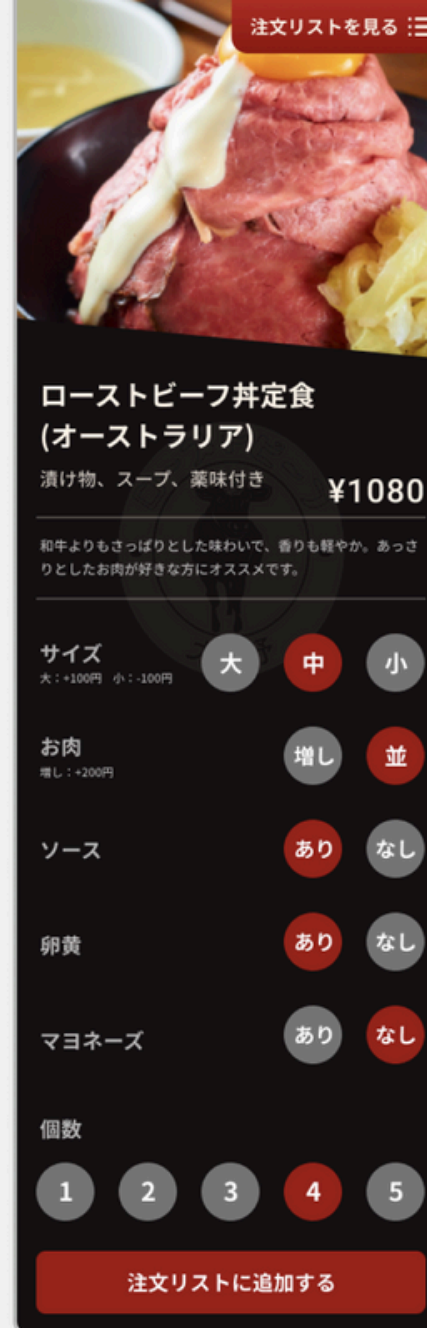 注文リストを見る
ローストビーフ丼定食
(オーストラリア)
漬け物、スープ、薬味付き
¥1080
和牛よりもさっぱりとした味わいで、香りも軽やか。あっさ
りとしたお肉が好きな方にオススメです。
サイズ
大：+100円 小：-100円
大 中 小
お肉
増し：+200円
増し 並
ソース
あり なし
卵黄
あり なし
マヨネーズ
あり なし
個数
1 2 3 4 5
注文リストに追加する